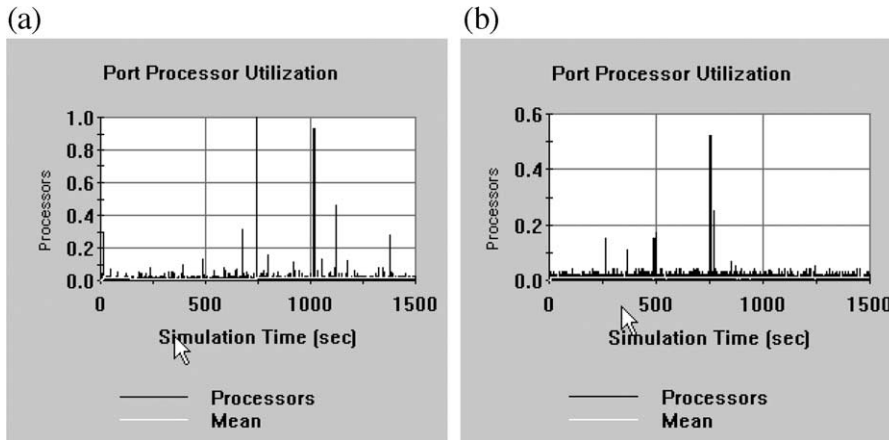 (a)
Port Processor Utilization
Processors
1.0
0.8
0.6
0.4
0.2
0.0
0 500 1000 1500
Simulation Time (sec)
Processors
Mean
(b)
Port Processor Utilization
Processors
0.6
0.4
0.2
0.0
0 500 1000 1500
Simulation Time (sec)
Processors
Mean